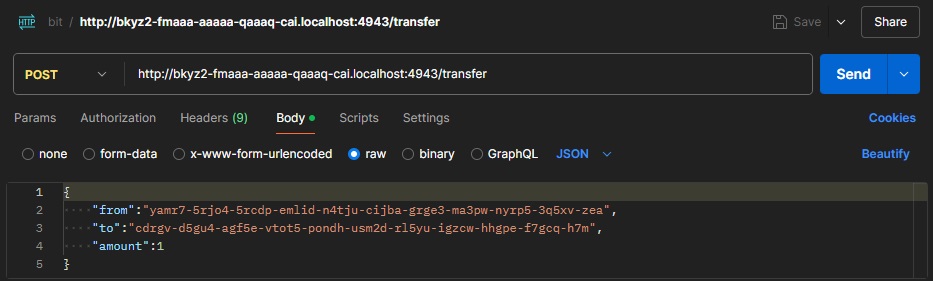 HTTP bit / http://bkyz2-fmaaa-aaaaa-qaaaq-cai.localhost:4943/transfer Save Share
POST http://bkyz2-fmaaa-aaaaa-qaaaq-cai.localhost:4943/transfer Send
Params Authorization Headers (9) Body Scripts Settings Cookies
none form-data x-www-form-urlencoded raw binary GraphQL JSON Beautify
1 {
2 "from":"yamr7-5rjo4-5rcdp-emlid-n4tju-cijba-grge3-ma3pw-nyrp5-3q5xv-zea",
3 "to":"cdrgv-d5gu4-agf5e-vtot5-pondh-usm2d-rl5yu-igzcw-hhgpe-f7gcq-h7m",
4 "amount":1
5 }